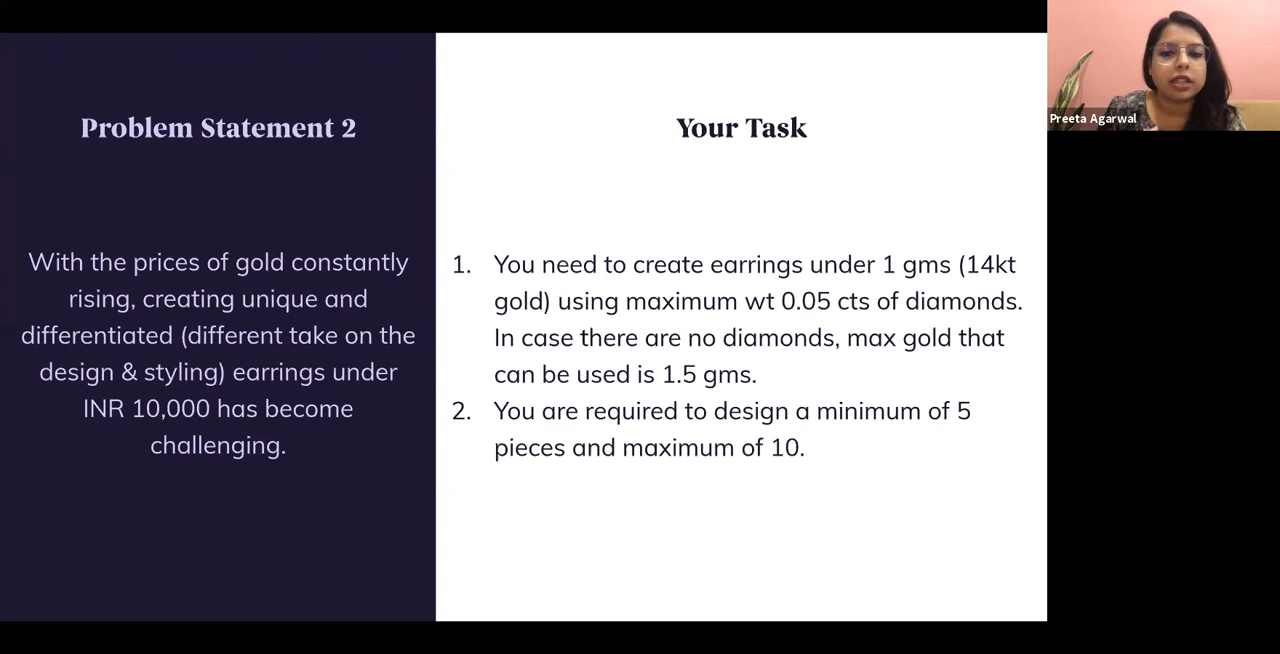 Problem Statement 2
With the prices of gold constantly
rising, creating unique and
differentiated (different take on the
design & styling) earrings under
INR 10,000 has become
challenging.
Your Task
1. You need to create earrings under 1 gms (14kt
gold) using maximum wt 0.05 cts of diamonds.
In case there are no diamonds, max gold that
can be used is 1.5 gms.
2. You are required to design a minimum of 5
pieces and maximum of 10.
Preeta Agarwal